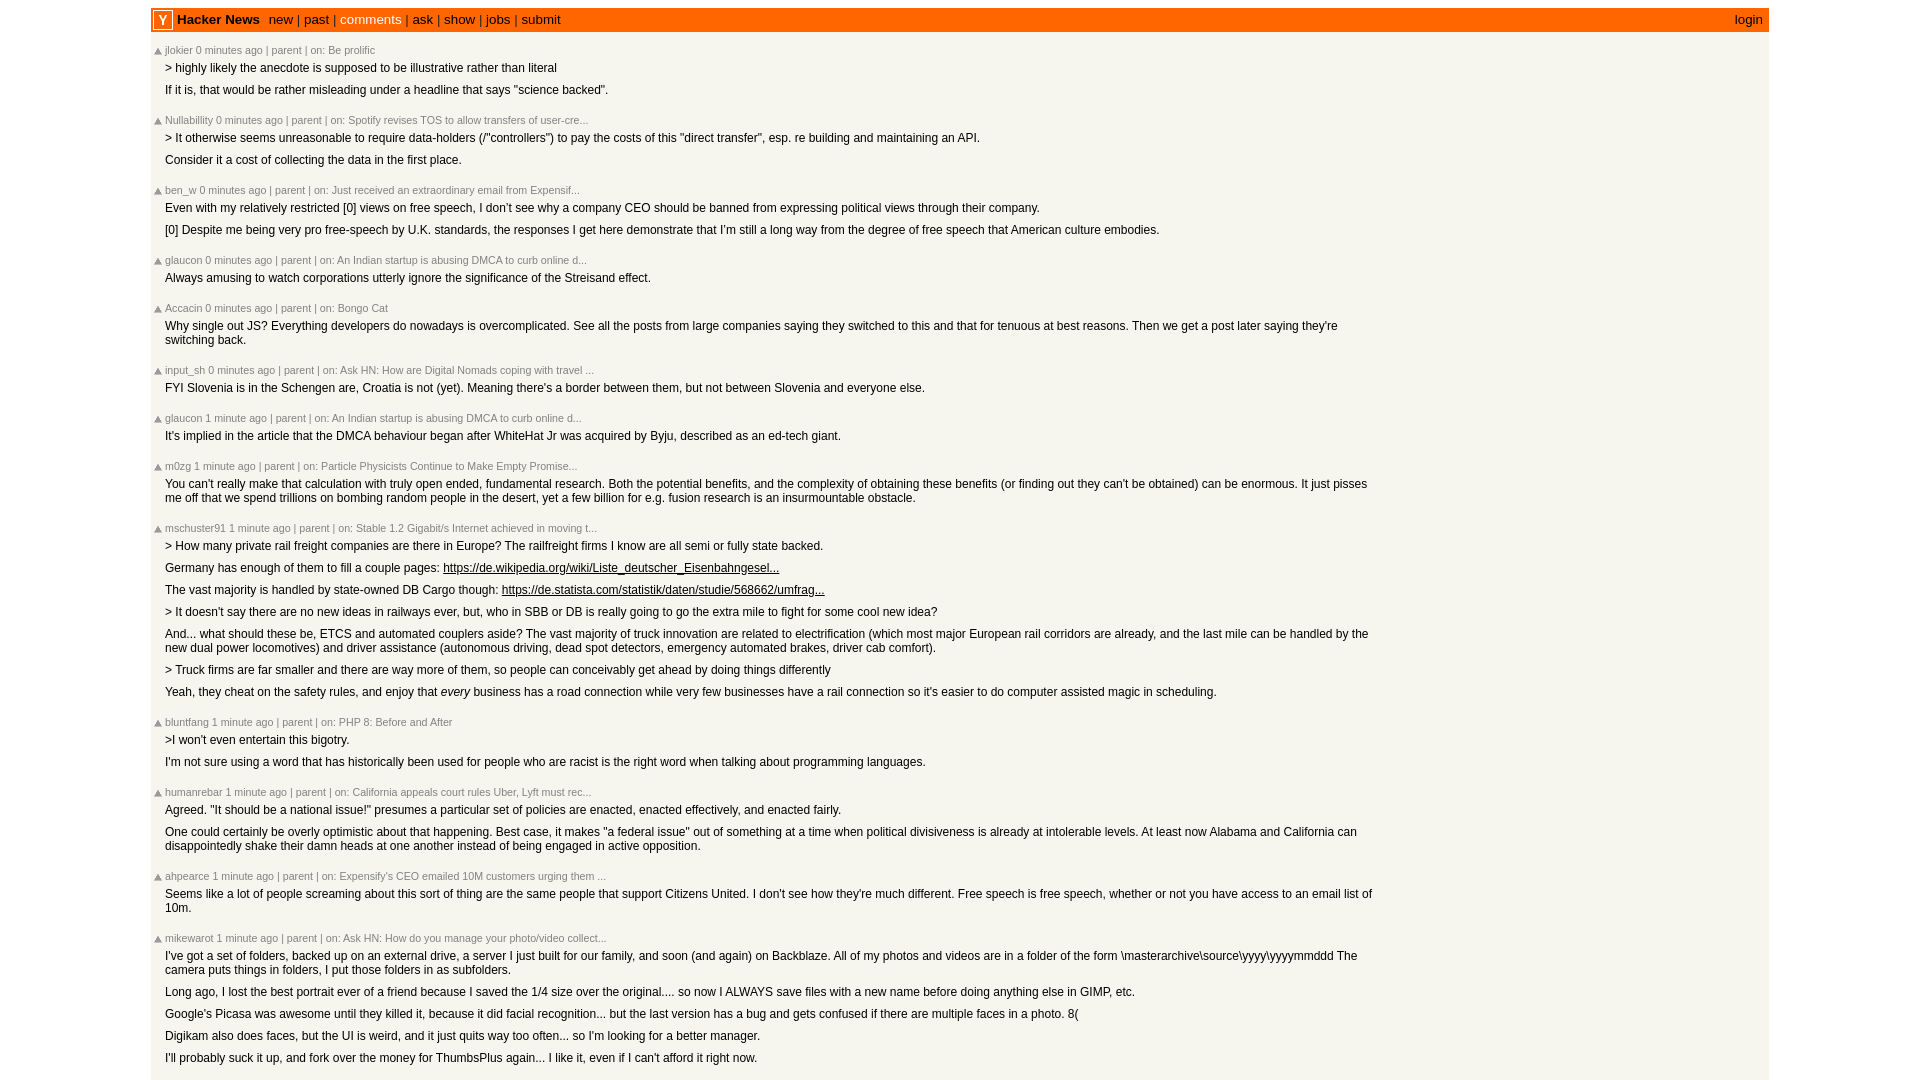 Y Hacker News new | past | comments | ask | show | jobs | submit login
jlokier 0 minutes ago | parent | on: Be prolific
> highly likely the anecdote is supposed to be illustrative rather than literal
If it is, that would be rather misleading under a headline that says "science backed".
Nullabillity 0 minutes ago | parent | on: Spotify revises TOS to allow transfers of user-cre...
> It otherwise seems unreasonable to require data-holders (/"controllers") to pay the costs of this "direct transfer", esp. re building and maintaining an API.
Consider it a cost of collecting the data in the first place.
ben_w 0 minutes ago | parent | on: Just received an extraordinary email from Expensif...
Even with my relatively restricted [0] views on free speech, I don’t see why a company CEO should be banned from expressing political views through their company.
[0] Despite me being very pro free-speech by U.K. standards, the responses I get here demonstrate that I’m still a long way from the degree of free speech that American culture embodies.
glaucon 0 minutes ago | parent | on: An Indian startup is abusing DMCA to curb online d...
Always amusing to watch corporations utterly ignore the significance of the Streisand effect.
Accacin 0 minutes ago | parent | on: Bongo Cat
Why single out JS? Everything developers do nowadays is overcomplicated. See all the posts from large companies saying they switched to this and that for tenuous at best reasons. Then we get a post later saying they're
switching back.
input_sh 0 minutes ago | parent | on: Ask HN: How are Digital Nomads coping with travel ...
FYI Slovenia is in the Schengen are, Croatia is not (yet). Meaning there's a border between them, but not between Slovenia and everyone else.
glaucon 1 minute ago | parent | on: An Indian startup is abusing DMCA to curb online d...
It's implied in the article that the DMCA behaviour began after WhiteHat Jr was acquired by Byju, described as an ed-tech giant.
m0zg 1 minute ago | parent | on: Particle Physicists Continue to Make Empty Promise...
You can't really make that calculation with truly open ended, fundamental research. Both the potential benefits, and the complexity of obtaining these benefits (or finding out they can't be obtained) can be enormous. It just pisses
me off that we spend trillions on bombing random people in the desert, yet a few billion for e.g. fusion research is an insurmountable obstacle.
mschuster91 1 minute ago | parent | on: Stable 1.2 Gigabit/s Internet achieved in moving t...
> How many private rail freight companies are there in Europe? The railfreight firms I know are all semi or fully state backed.
Germany has enough of them to fill a couple pages: https://de.wikipedia.org/wiki/Liste_deutscher_Eisenbahngesel...
The vast majority is handled by state-owned DB Cargo though: https://de.statista.com/statistik/daten/studie/568662/umfrag...
> It doesn't say there are no new ideas in railways ever, but, who in SBB or DB is really going to go the extra mile to fight for some cool new idea?
And... what should these be, ETCS and automated couplers aside? The vast majority of truck innovation are related to electrification (which most major European rail corridors are already, and the last mile can be handled by the
new dual power locomotives) and driver assistance (autonomous driving, dead spot detectors, emergency automated brakes, driver cab comfort).
> Truck firms are far smaller and there are way more of them, so people can conceivably get ahead by doing things differently
Yeah, they cheat on the safety rules, and enjoy that every business has a road connection while very few businesses have a rail connection so it's easier to do computer assisted magic in scheduling.
bluntfang 1 minute ago | parent | on: PHP 8: Before and After
>I won't even entertain this bigotry.
I'm not sure using a word that has historically been used for people who are racist is the right word when talking about programming languages.
humanrebar 1 minute ago | parent | on: California appeals court rules Uber, Lyft must rec...
Agreed. "It should be a national issue!" presumes a particular set of policies are enacted, enacted effectively, and enacted fairly.
One could certainly be overly optimistic about that happening. Best case, it makes "a federal issue" out of something at a time when political divisiveness is already at intolerable levels. At least now Alabama and California can
disappointedly shake their damn heads at one another instead of being engaged in active opposition.
ahpearce 1 minute ago | parent | on: Expensify's CEO emailed 10M customers urging them ...
Seems like a lot of people screaming about this sort of thing are the same people that support Citizens United. I don't see how they're much different. Free speech is free speech, whether or not you have access to an email list of
10m.
mikewarot 1 minute ago | parent | on: Ask HN: How do you manage your photo/video collect...
I've got a set of folders, backed up on an external drive, a server I just built for our family, and soon (and again) on Backblaze. All of my photos and videos are in a folder of the form \masterarchive\source\yyyy\yyyymmddd The
camera puts things in folders, I put those folders in as subfolders.
Long ago, I lost the best portrait ever of a friend because I saved the 1/4 size over the original.... so now I ALWAYS save files with a new name before doing anything else in GIMP, etc.
Google's Picasa was awesome until they killed it, because it did facial recognition... but the last version has a bug and gets confused if there are multiple faces in a photo. 8(
Digikam also does faces, but the UI is weird, and it just quits way too often... so I'm looking for a better manager.
I'll probably suck it up, and fork over the money for ThumbsPlus again... I like it, even if I can't afford it right now.